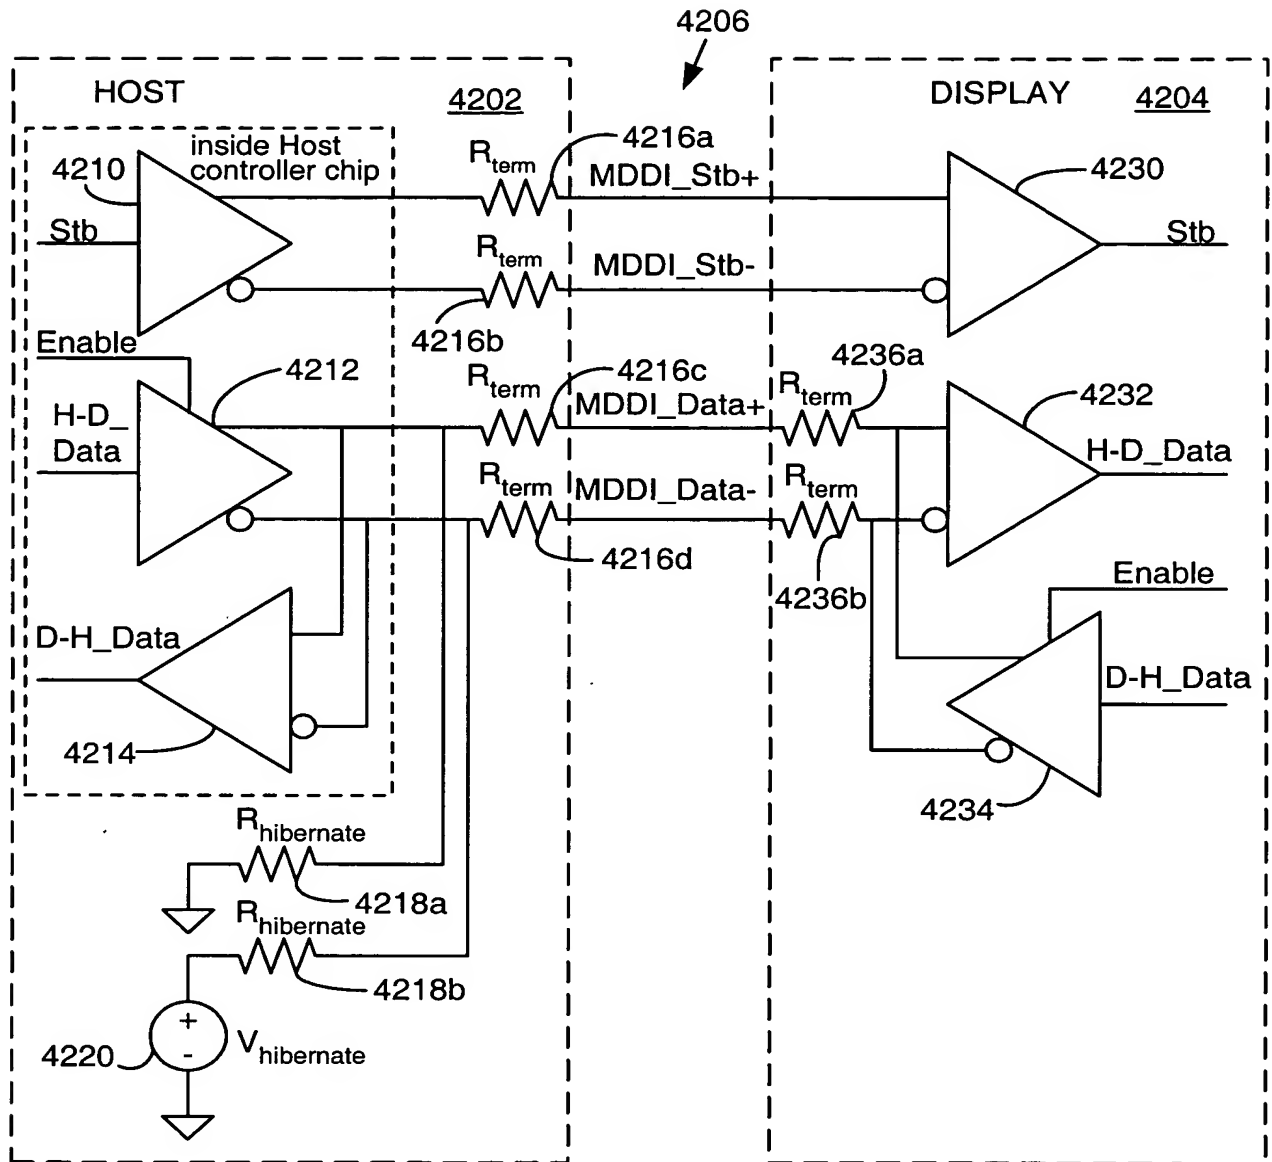 4206
HOST
4202
DISPLAY
4204
inside Host
controller chip
4210
Stb
Rterm
4216a
MDDI_Stb+
4230
Stb
Rterm
MDDI_Stb-
4216b
Enable
4212
H-D_
Data
Rterm
4216c
MDDI_Data+
Rterm
4236a
4232
H-D_Data
Rterm
MDDI_Data-
Rterm
4216d
4236b
Enable
D-H_Data
D-H_Data
4214
4234
Rhibernate
4218a
Rhibernate
4218b
+
-
4220
Vhibernate